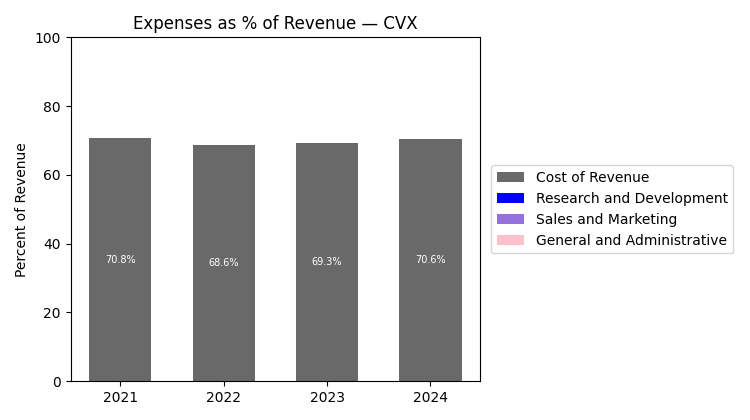 Expenses as % of Revenue — CVX
Percent of Revenue
100
80
60
40
20
0
70.8%
68.6%
69.3%
70.6%
2021
2022
2023
2024
Cost of Revenue
Research and Development
Sales and Marketing
General and Administrative